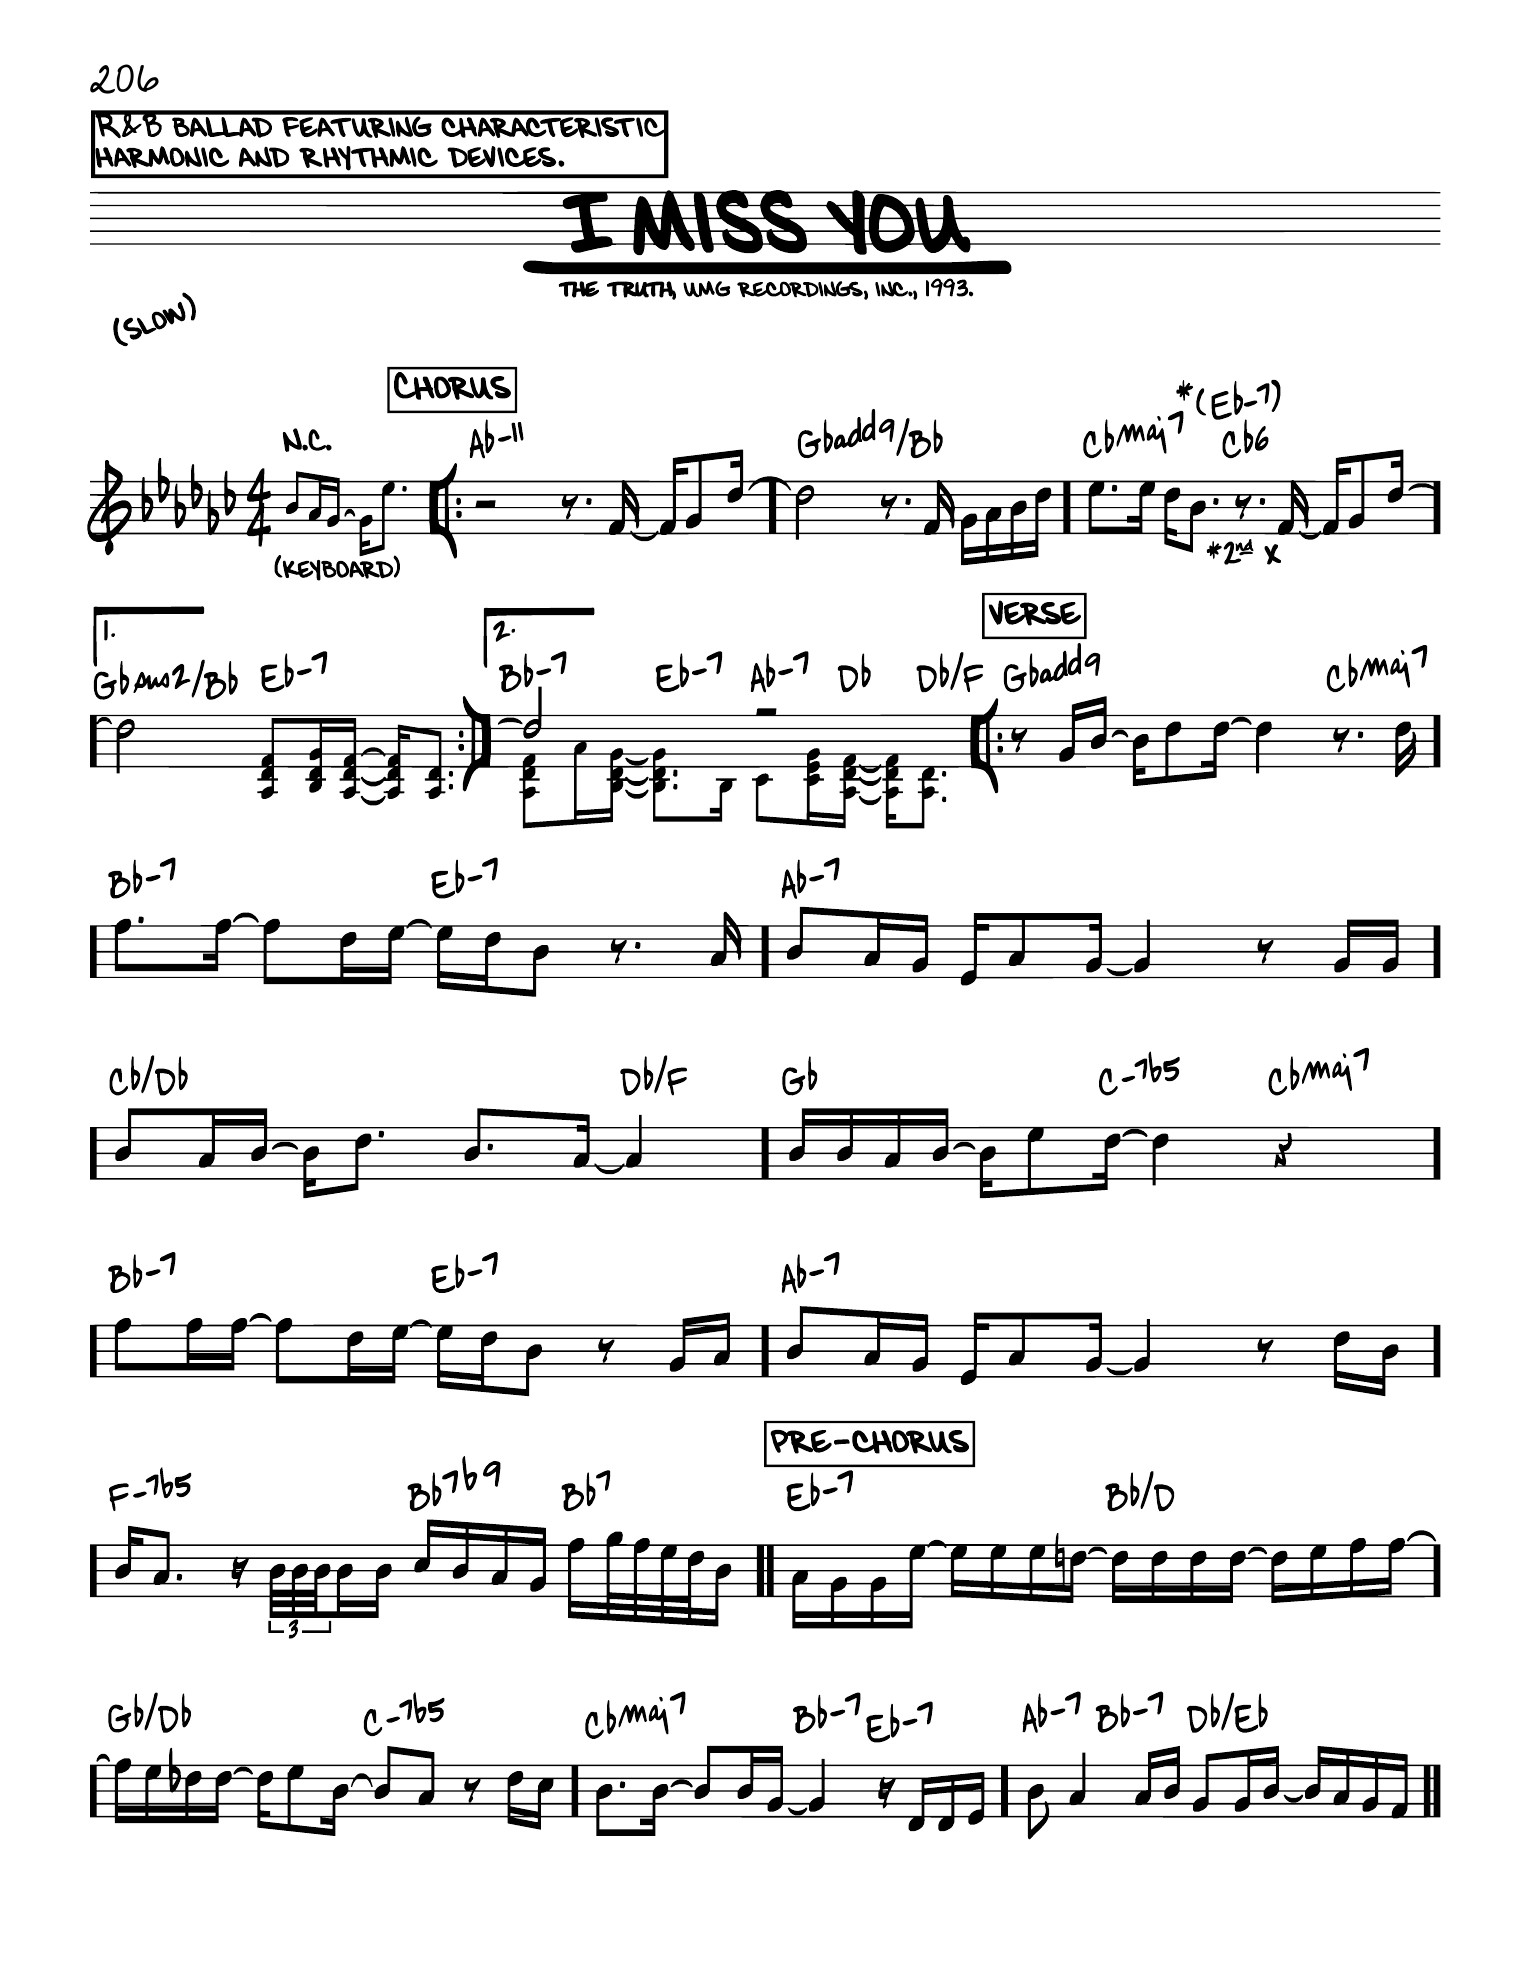 206
R&B BALLAD FEATURING CHARACTERISTIC
HARMONIC AND RHYTHMIC DEVICES.
I MISS YOU
THE TRUTH, UMG RECORDINGS, INC., 1993.
(SLOW)
CHORUS
*(Eb-7)
N.C. Ab-11 Gbadd9/Bb Cbmaj7 Cb6
4
4
(KEYBOARD) *2nd X
1. 2. VERSE
Gbsus2/Bb Eb-7 Bb-7 Eb-7 Ab-7 Db Db/F Gbadd9 Cbmaj7
Bb-7 Eb-7 Ab-7
Cb/Db Db/F Gb C-7b5 Cbmaj7
Bb-7 Eb-7 Ab-7
PRE-CHORUS
F-7b5 Bb7b9 Bb7 Eb-7 Bb/D
3
Gb/Db C-7b5 Cbmaj7 Bb-7 Eb-7 Ab-7 Bb-7 Db/Eb